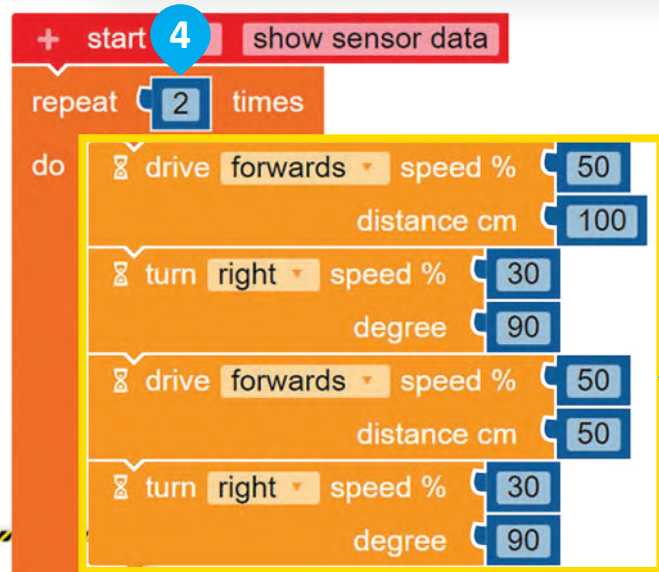 + start 4 show sensor data
repeat 2 times
do drive forwards speed % 50
distance cm 100
turn right speed % 30
degree 90
drive forwards speed % 50
distance cm 50
turn right speed % 30
degree 90